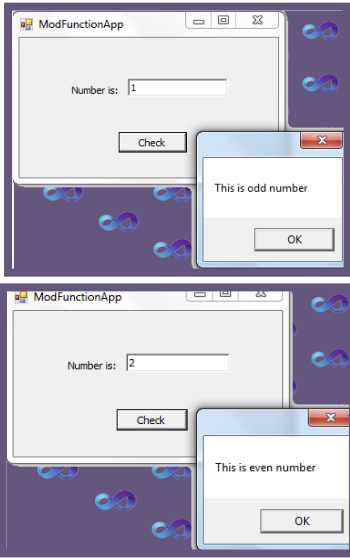 ModFunctionApp
Number is: 1
Check
This is odd number
OK
ModFunctionApp
Number is: 2
Check
This is even number
OK